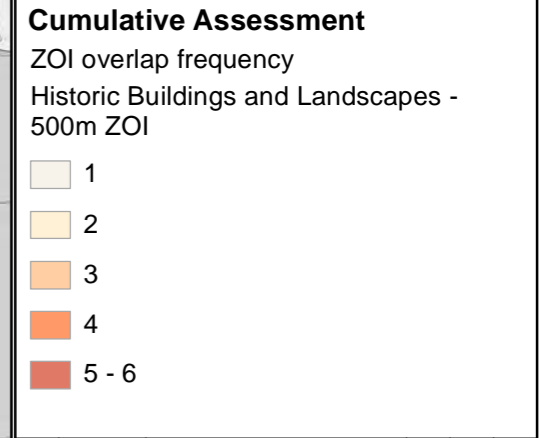 Cumulative Assessment
ZOI overlap frequency
Historic Buildings and Landscapes -
500m ZOI
1
2
3
4
5 - 6